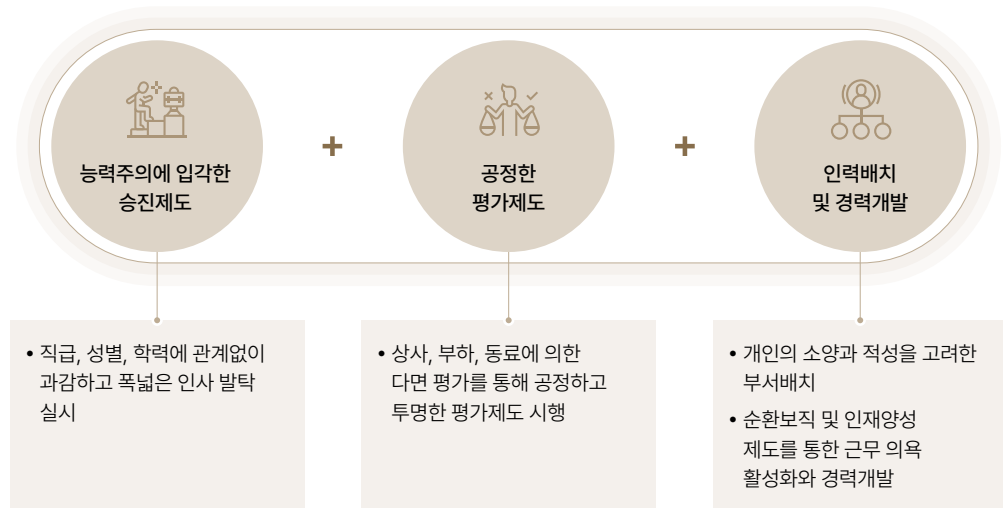 능력주의에 입각한
승진제도
+
공정한
평가제도
+
인력배치
및 경력개발
• 직급, 성별, 학력에 관계없이
과감하고 폭넓은 인사 발탁
실시
• 상사, 부하, 동료에 의한
다면 평가를 통해 공정하고
투명한 평가제도 시행
• 개인의 소양과 적성을 고려한
부서배치
• 순환보직 및 인재양성
제도를 통한 근무 의욕
활성화와 경력개발